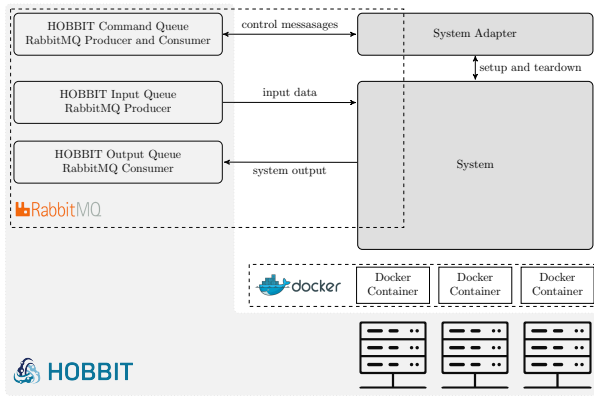 HOBBIT Command Queue
RabbitMQ Producer and Consumer
control messasages
System Adapter
setup and teardown
HOBBIT Input Queue
RabbitMQ Producer
input data
HOBBIT Output Queue
RabbitMQ Consumer
system output
System
RabbitMQ
docker
Docker
Container
Docker
Container
Docker
Container
HOBBIT